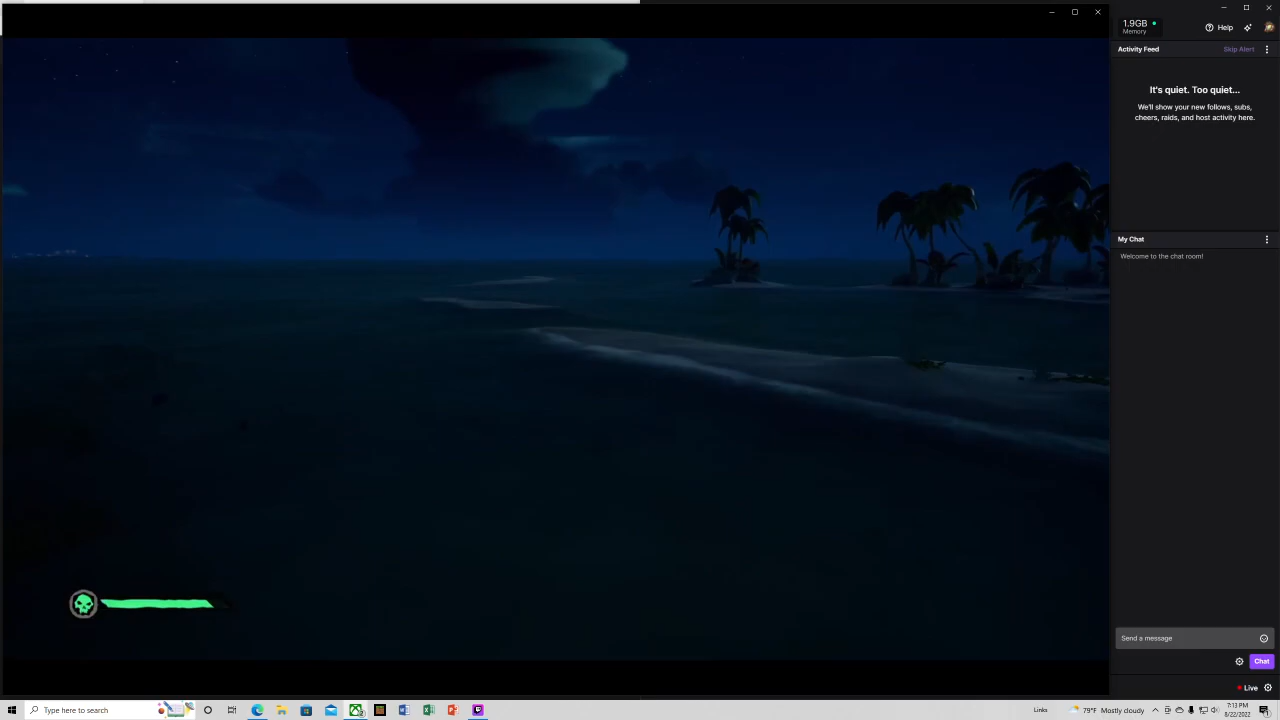 1.9GB
Memory
Help
Activity Feed
Skip Alert
It's quiet. Too quiet...
We'll show your new follows, subs,
cheers, raids, and host activity here.
My Chat
Welcome to the chat room!
Send a message
Chat
Live
Type here to search
Links
79°F Mostly cloudy
7:13 PM
8/22/2022